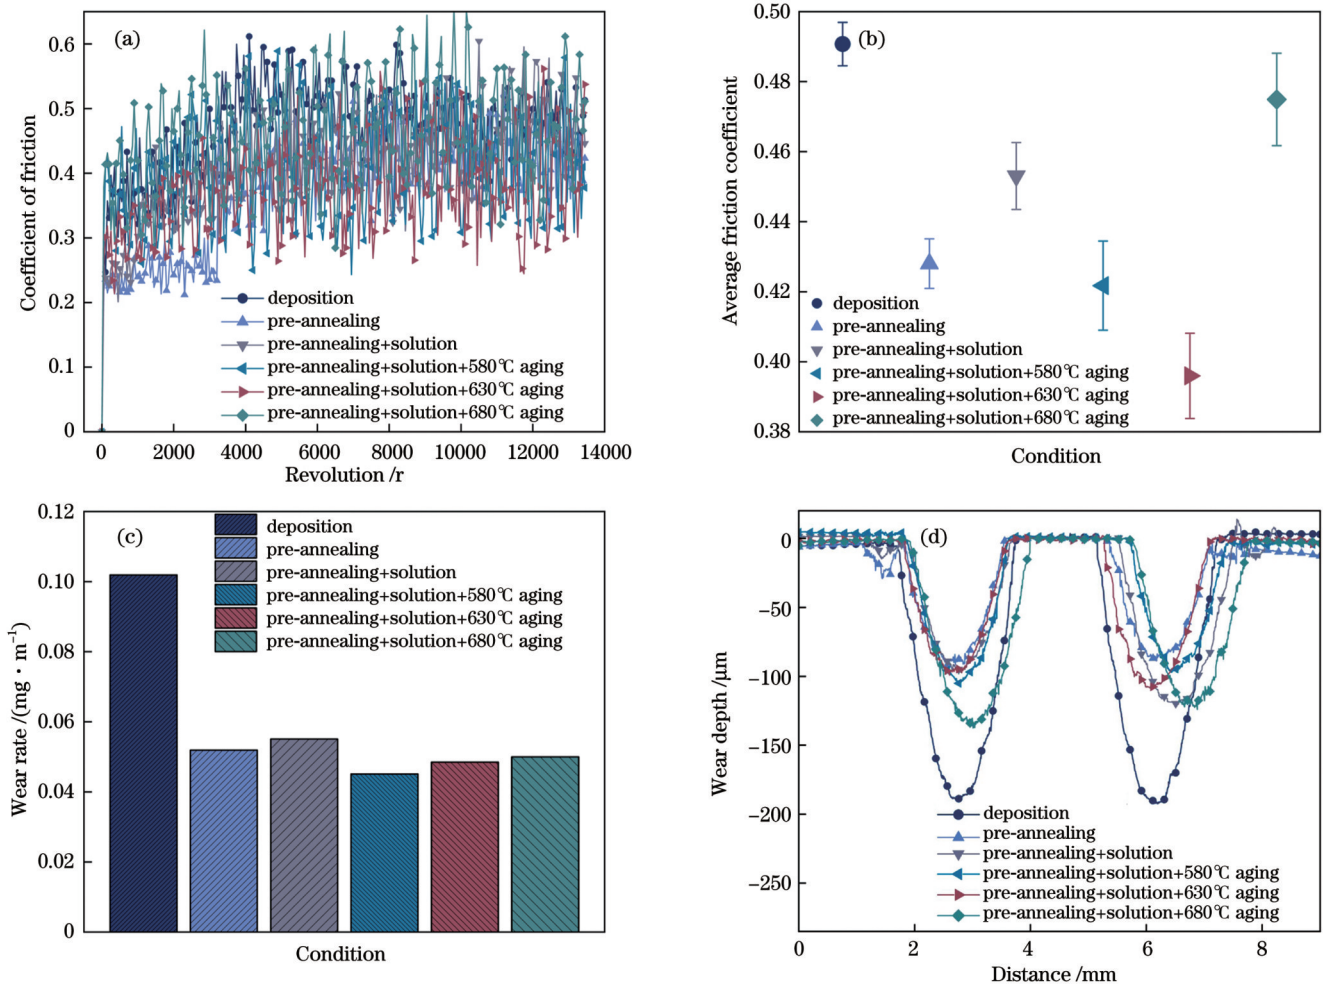 (a)
0.6
0.5
0.4
0.3
0.2
0.1
0
Coefficient of friction
deposition
pre-annealing
pre-annealing+solution
pre-annealing+solution+580℃ aging
pre-annealing+solution+630℃ aging
pre-annealing+solution+680℃ aging
0 2000 4000 6000 8000 10000 12000 14000
Revolution /r
(b)
0.50
0.48
0.46
0.44
0.42
0.40
0.38
Average friction coefficient
deposition
pre-annealing
pre-annealing+solution
pre-annealing+solution+580℃ aging
pre-annealing+solution+630℃ aging
pre-annealing+solution+680℃ aging
Condition
(c)
0.12
0.10
0.08
0.06
0.04
0.02
0
Wear rate /(mg · m⁻¹)
deposition
pre-annealing
pre-annealing+solution
pre-annealing+solution+580℃ aging
pre-annealing+solution+630℃ aging
pre-annealing+solution+680℃ aging
Condition
(d)
0
−50
−100
−150
−200
−250
Wear depth /μm
deposition
pre-annealing
pre-annealing+solution
pre-annealing+solution+580℃ aging
pre-annealing+solution+630℃ aging
pre-annealing+solution+680℃ aging
0 2 4 6 8
Distance /mm